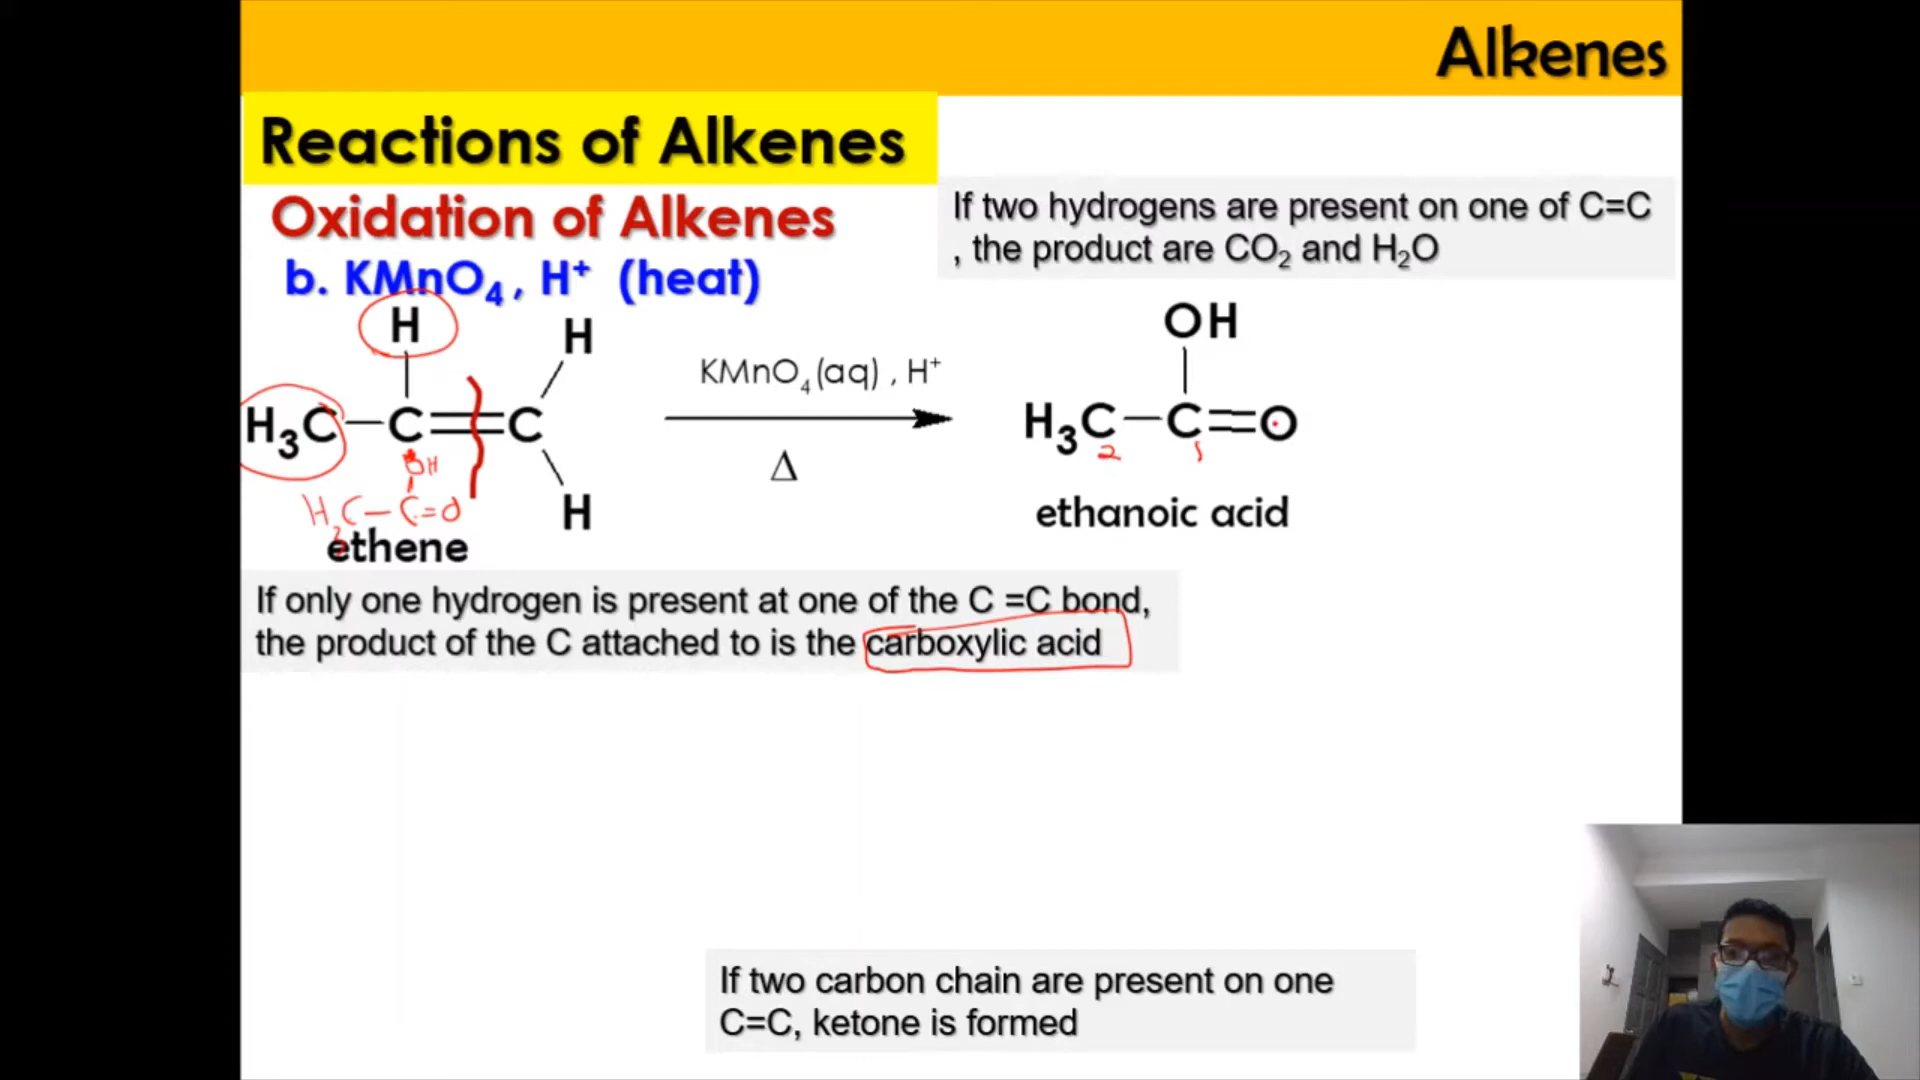 Alkenes
Reactions of Alkenes
Oxidation of Alkenes
If two hydrogens are present on one of C=C
, the product are CO₂ and H₂O
b. KMnO₄, H⁺ (heat)
H
H
OH
KMnO₄(aq) , H⁺
H₃C—C=C
H₃C—C=O
2 1
Δ
OH
H₃C—C=O
H
ethanoic acid
ethene
If only one hydrogen is present at one of the C =C bond,
the product of the C attached to is the carboxylic acid
If two carbon chain are present on one
C=C, ketone is formed